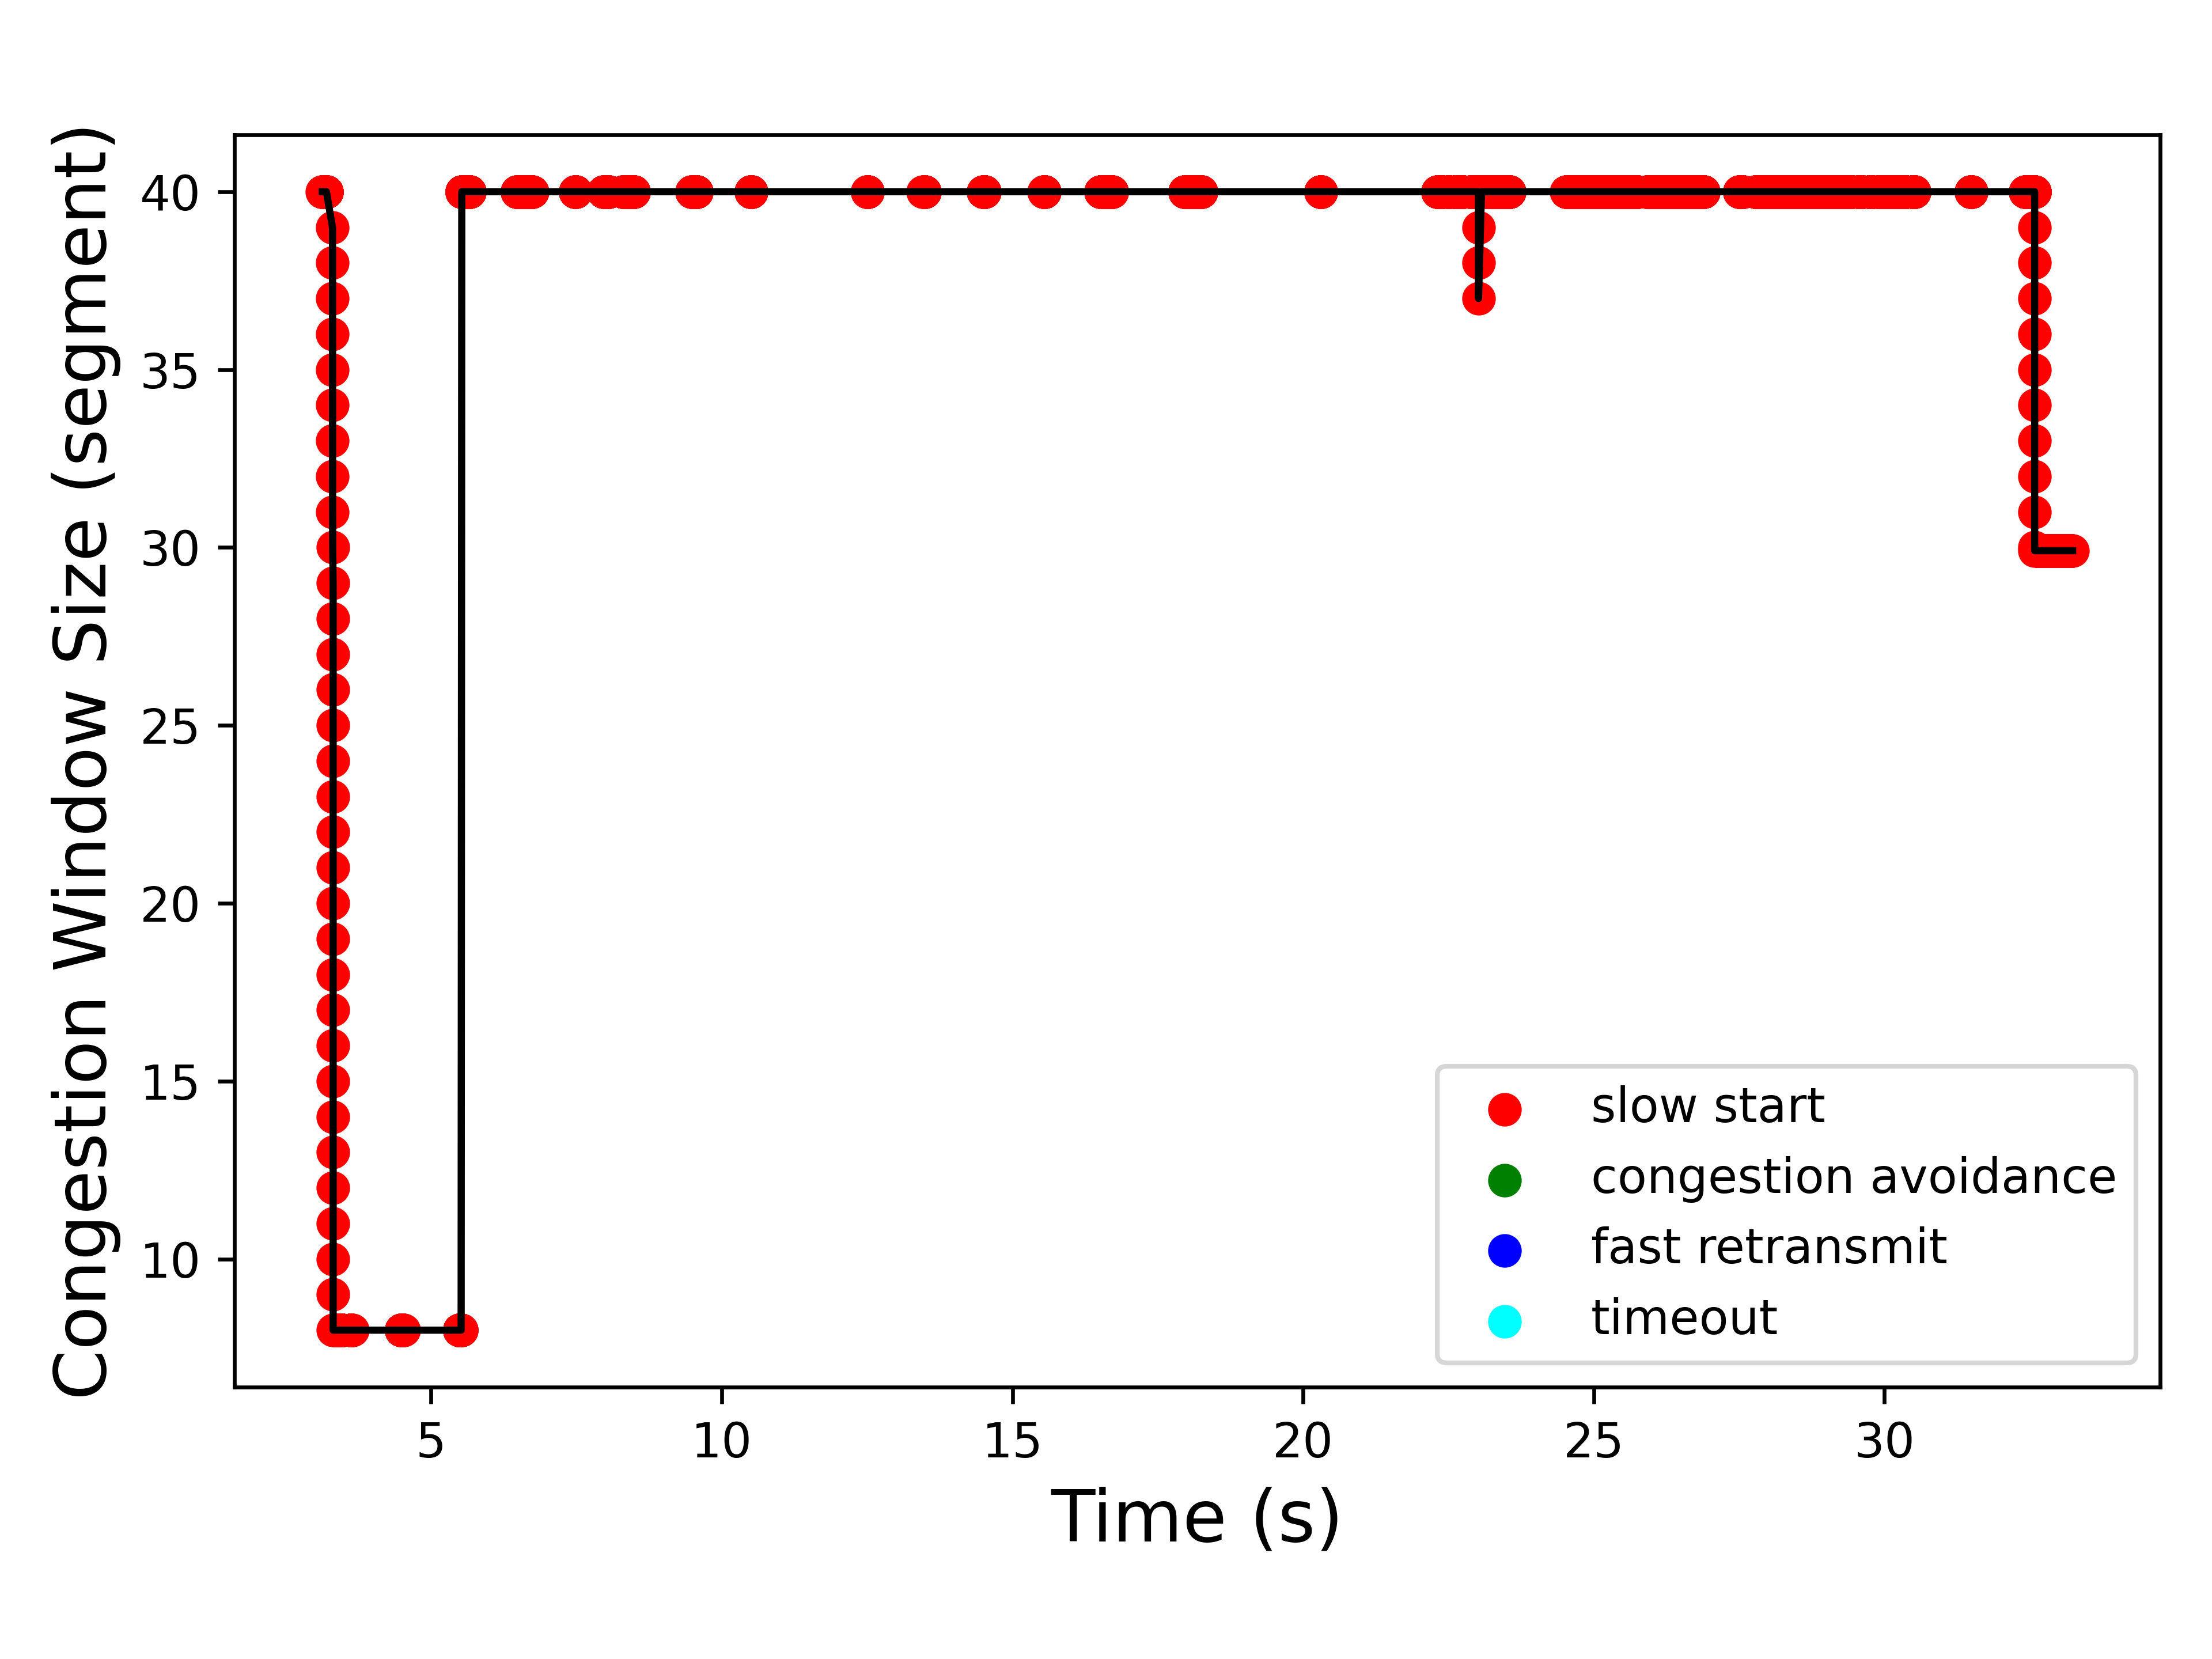 Congestion Window Size (segment)
40
35
30
25
20
15
10
slow start
congestion avoidance
fast retransmit
timeout
5 10 15 20 25 30
Time (s)